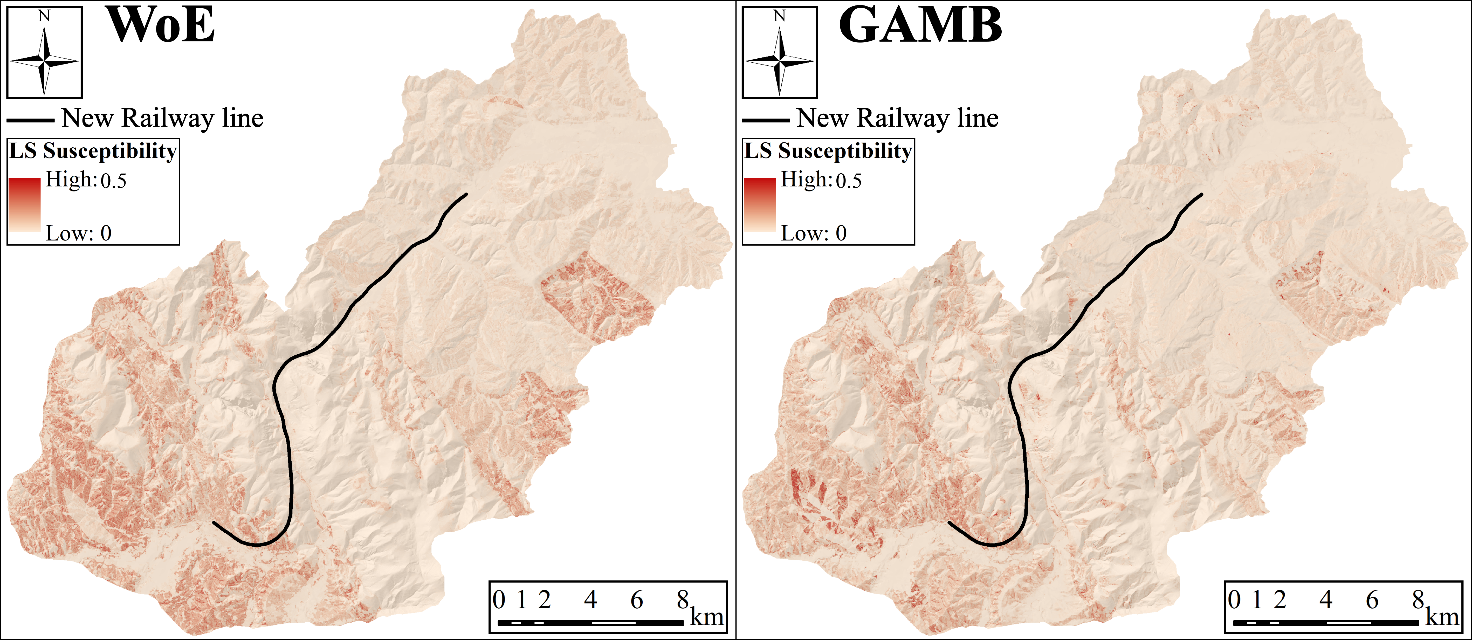 N
WoE
New Railway line
LS Susceptibility
High: 0.5
Low: 0
0 1 2 4 6 8
km
N
GAMB
New Railway line
LS Susceptibility
High: 0.5
Low: 0
0 1 2 4 6 8
km